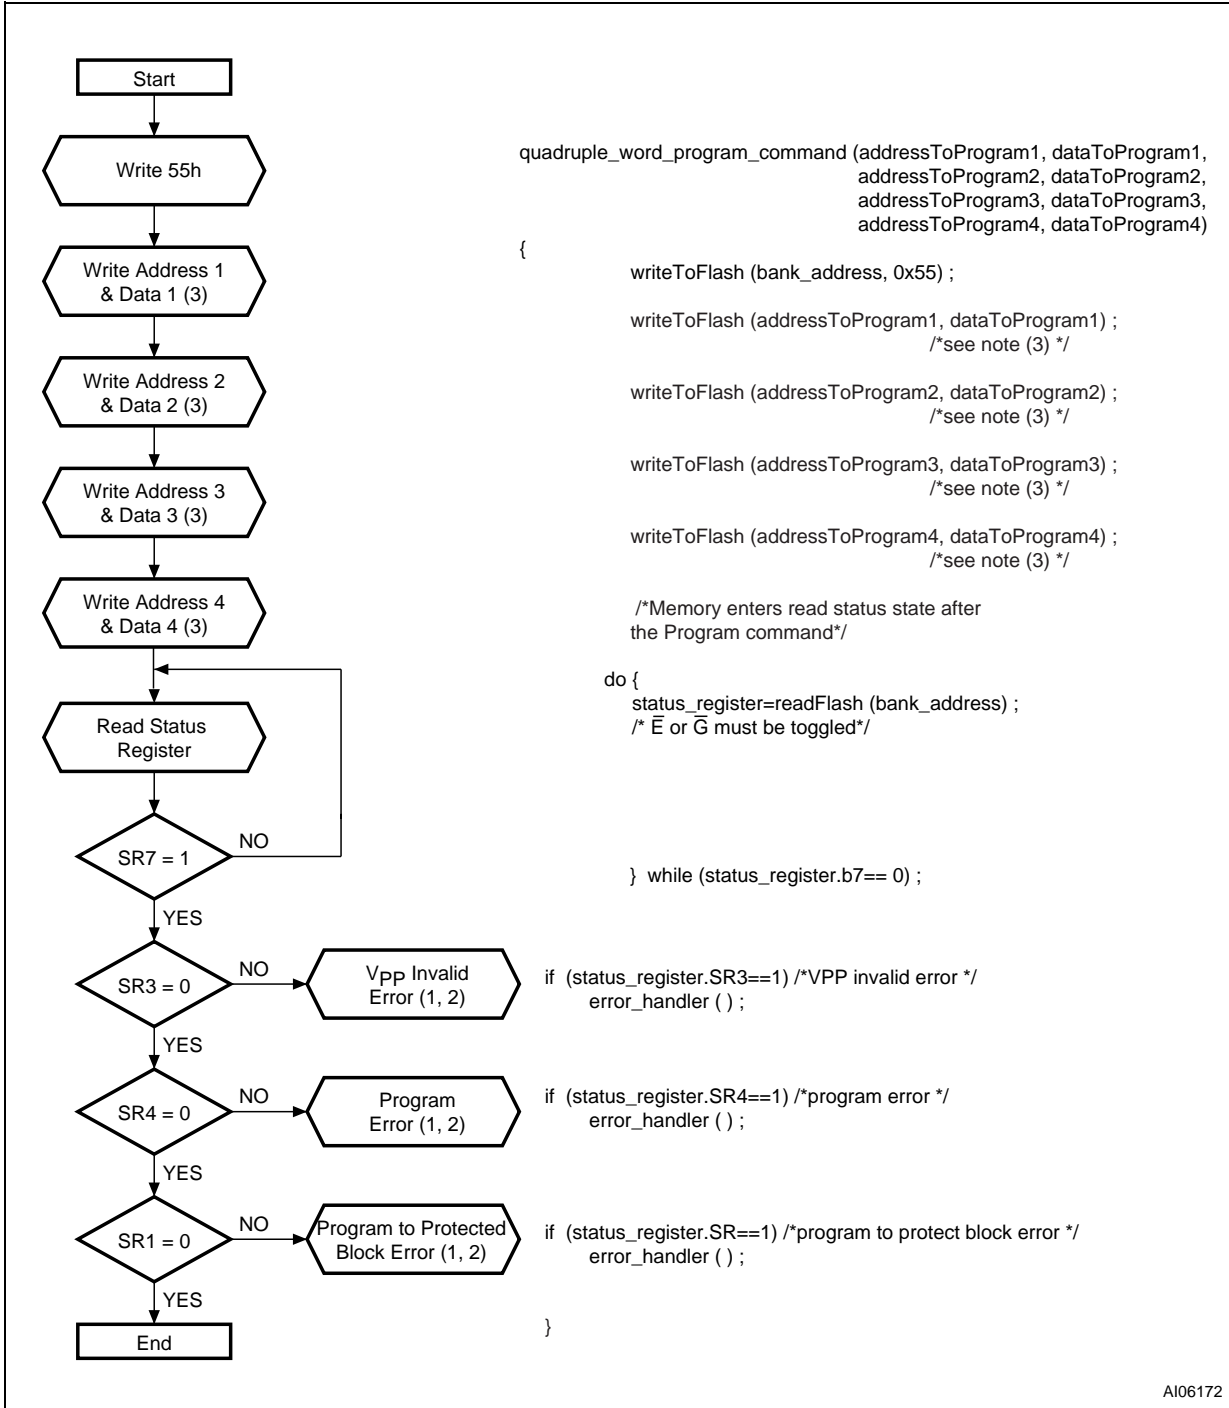 Start
Write 55h
Write Address 1
& Data 1 (3)
Write Address 2
& Data 2 (3)
Write Address 3
& Data 3 (3)
Write Address 4
& Data 4 (3)
Read Status
Register
SR7 = 1
NO
YES
SR3 = 0
NO
VPP Invalid
Error (1, 2)
YES
SR4 = 0
NO
Program
Error (1, 2)
YES
SR1 = 0
NO
Program to Protected
Block Error (1, 2)
YES
End
quadruple_word_program_command (addressToProgram1, dataToProgram1,
addressToProgram2, dataToProgram2,
addressToProgram3, dataToProgram3,
addressToProgram4, dataToProgram4)
{
writeToFlash (bank_address, 0x55) ;
writeToFlash (addressToProgram1, dataToProgram1) ;
/*see note (3) */
writeToFlash (addressToProgram2, dataToProgram2) ;
/*see note (3) */
writeToFlash (addressToProgram3, dataToProgram3) ;
/*see note (3) */
writeToFlash (addressToProgram4, dataToProgram4) ;
/*see note (3) */
/*Memory enters read status state after
the Program command*/
do {
status_register=readFlash (bank_address) ;
/* E̅ or G̅ must be toggled*/
} while (status_register.b7== 0) ;
if (status_register.SR3==1) /*VPP invalid error */
error_handler ( ) ;
if (status_register.SR4==1) /*program error */
error_handler ( ) ;
if (status_register.SR==1) /*program to protect block error */
error_handler ( ) ;
}
AI06172